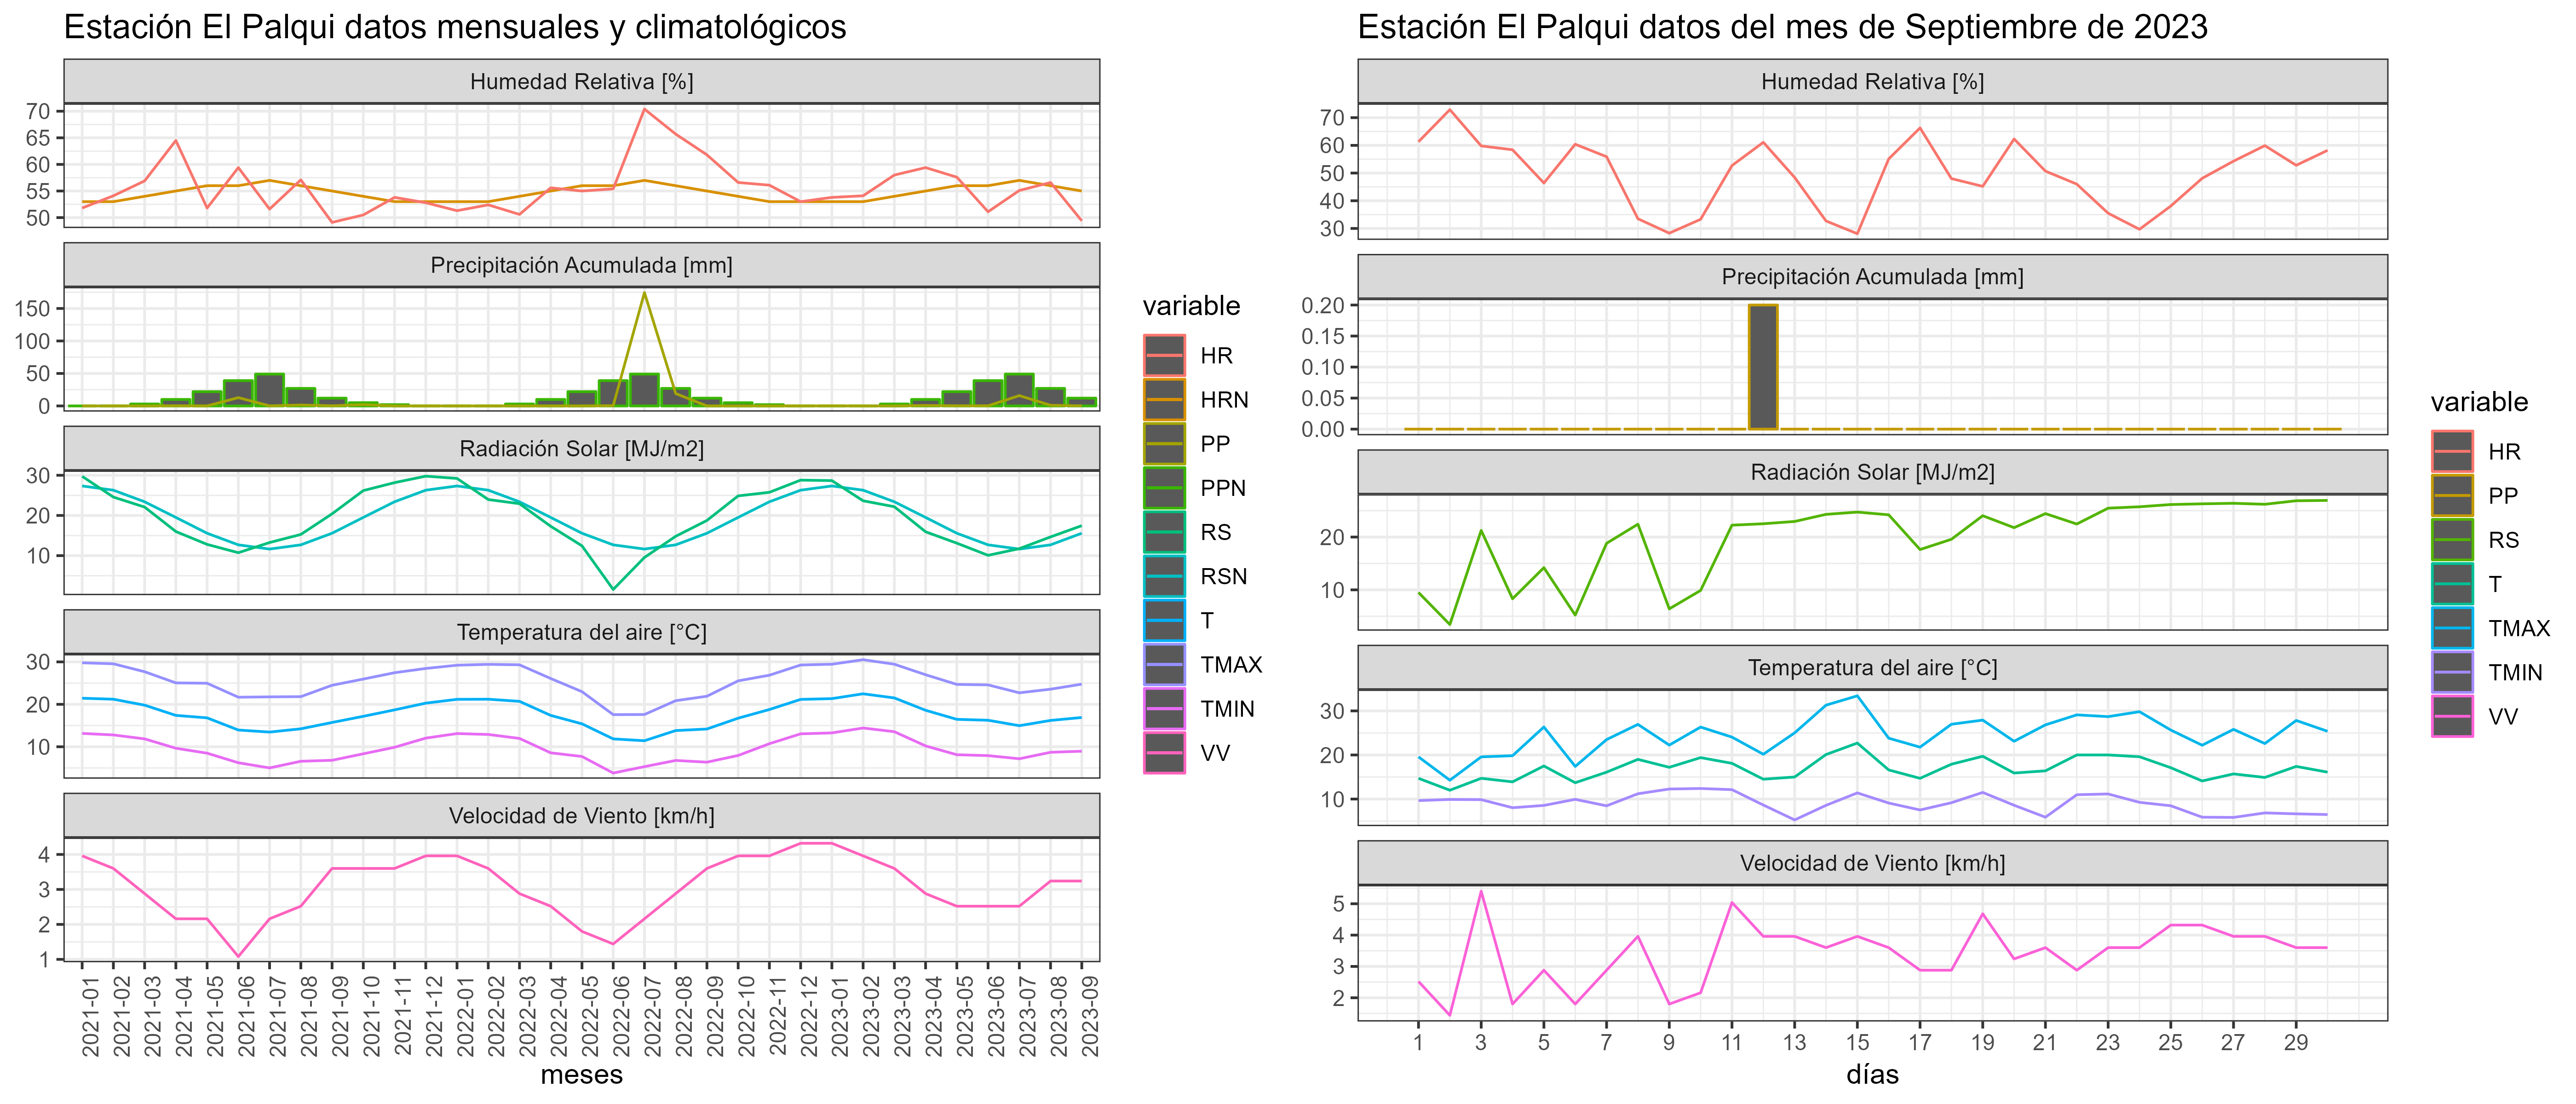 Estación El Palqui datos mensuales y climatológicos
Humedad Relativa [%]
70
65
60
55
50
Precipitación Acumulada [mm]
150
100
50
0
Radiación Solar [MJ/m2]
30
20
10
Temperatura del aire [°C]
30
20
10
Velocidad de Viento [km/h]
4
3
2
1
2021-01
2021-02
2021-03
2021-04
2021-05
2021-06
2021-07
2021-08
2021-09
2021-10
2021-11
2021-12
2022-01
2022-02
2022-03
2022-04
2022-05
2022-06
2022-07
2022-08
2022-09
2022-10
2022-11
2022-12
2023-01
2023-02
2023-03
2023-04
2023-05
2023-06
2023-07
2023-08
2023-09
meses
variable
HR
HRN
PP
PPN
RS
RSN
T
TMAX
TMIN
VV
Estación El Palqui datos del mes de Septiembre de 2023
Humedad Relativa [%]
70
60
50
40
30
Precipitación Acumulada [mm]
0.20
0.15
0.10
0.05
0.00
Radiación Solar [MJ/m2]
20
10
Temperatura del aire [°C]
30
20
10
Velocidad de Viento [km/h]
5
4
3
2
1 3 5 7 9 11 13 15 17 19 21 23 25 27 29
días
variable
HR
PP
RS
T
TMAX
TMIN
VV